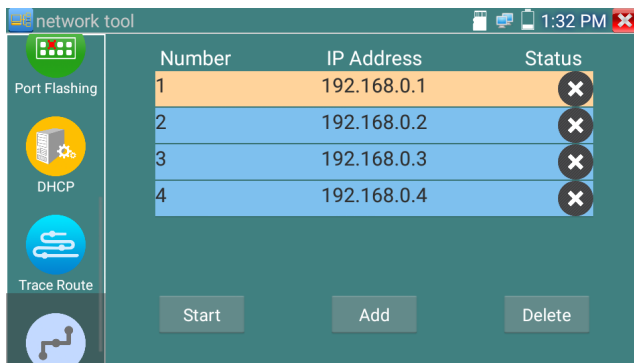 network tool
1:32 PM
Number IP Address Status
1 192.168.0.1
2 192.168.0.2
3 192.168.0.3
4 192.168.0.4
Port Flashing
DHCP
Trace Route
Start Add Delete